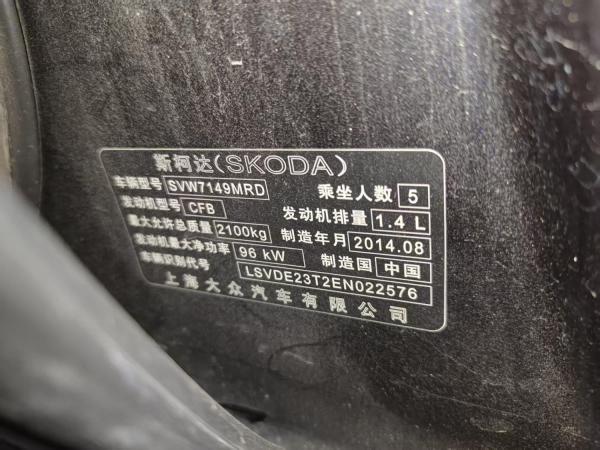 斯柯达(SKODA)
车辆型号 SVW7149MRD 乘坐人数 5
发动机型号 CFB 发动机排量 1.4 L
最大允许总质量 2100kg 制造年月 2014.08
发动机最大净功率 96 kW 制造国 中国
车辆识别代号 LSVDE23T2EN022576
上海大众汽车有限公司